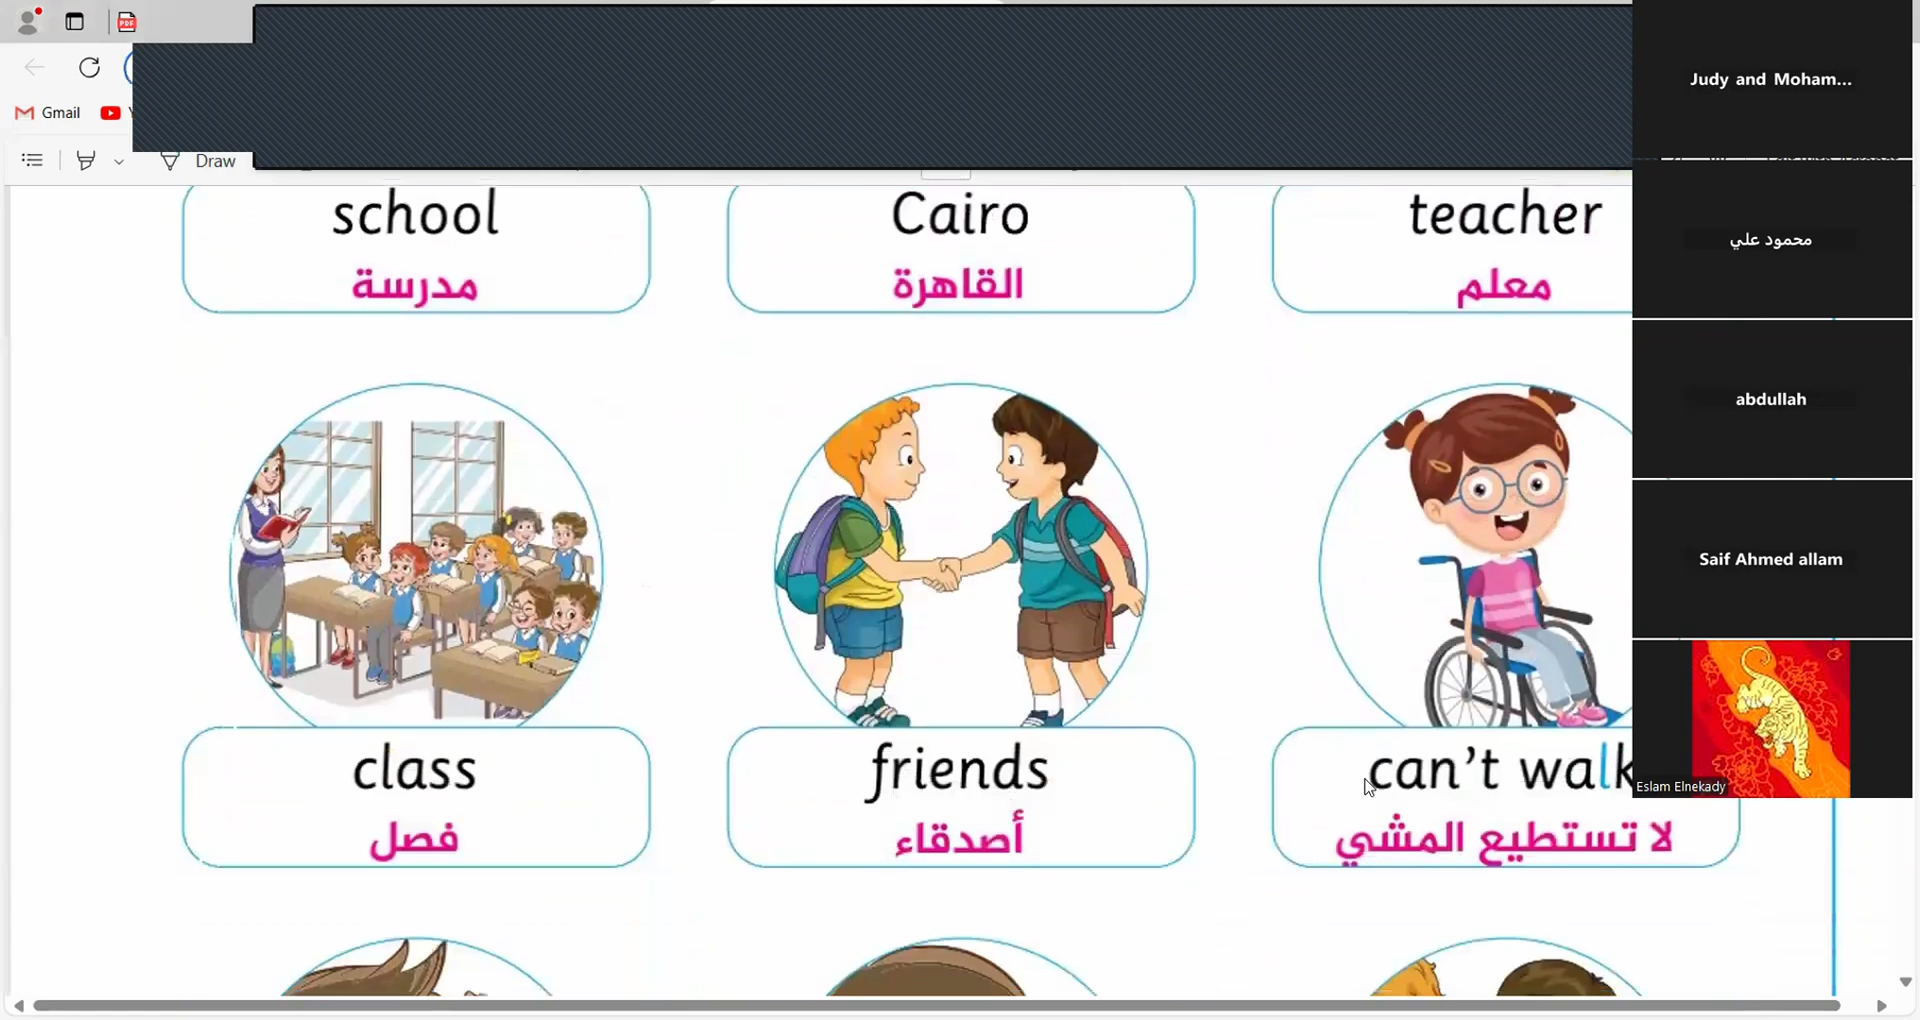 PDF
Gmail
Draw
Judy and Moham...
محمود علي
abdullah
Saif Ahmed allam
Eslam Elnekady
school
مدرسة
Cairo
القاهرة
teacher
معلم
class
فصل
friends
أصدقاء
can't walk
لا تستطيع المشي